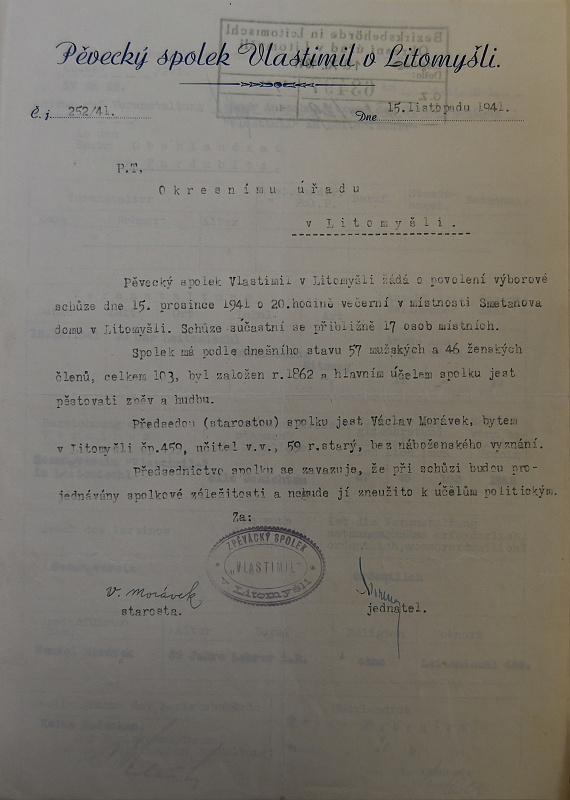 Pěvecký spolek Vlastimil v Litomyšli.
Č. j. 252/41.
Dne 15.listopadu 1941.
P.T.
Okresnímu úřadu
v Litomyšli.
Pěvecký spolek Vlastimil v Litomyšli žádá o povolení výborové
schůze dne 15. prosince 1941 o 20.hodině večerní v místnosti Smetanova
domu v Litomyšli. Schůze súčastní se přibližně 17 osob místních.
Spolek má podle dnešního stavu 57 mužských a 46 ženských
členů, celkem 103, byl založen r.1862 a hlavním účelem spolku jest
pěstovati zpěv a hudbu.
Předsedou (starostou) spolku jest Václav Morávek, bytem
v Litomyšli čp.459, učitel v.v., 59 r.starý, bez náboženského vyznání.
Předsednictvo spolku se zavazuje, že při schůzi budou pro-
jednávány spolkové záležitosti a nebude jí zneužito k účelům politickým.
Za:
ZPĚVÁCKÝ SPOLEK
"VLASTIMIL"
v Litomyšli
V. Morávek
starosta.
jednatel.